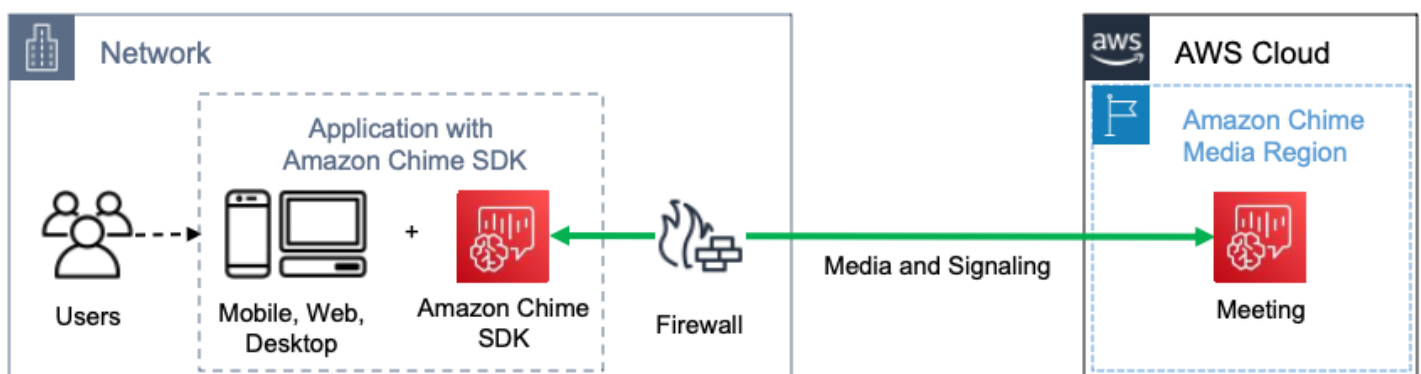 Network
Application with
Amazon Chime SDK
Users
Mobile, Web,
Desktop
+
Amazon Chime
SDK
Firewall
Media and Signaling
aws
AWS Cloud
Amazon Chime
Media Region
Meeting